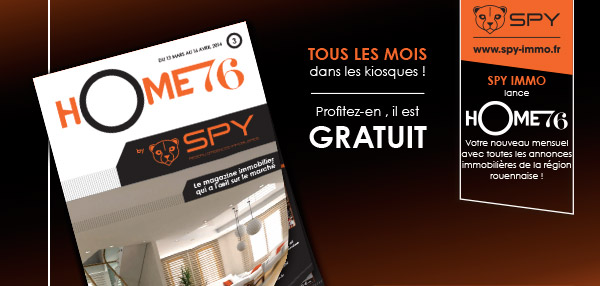 DU 13 MARS AU 16 AVRIL 2014
3
HOME76
by SPY
Le magazine immobilier
qui a l'œil sur le marché
TOUS LES MOIS
dans les kiosques !
Profitez-en , il est
GRATUIT
SPY
www.spy-immo.fr
SPY IMMO
lance
HOME76
Votre nouveau mensuel
avec toutes les annonces
immobilières de la région
rouennaise !